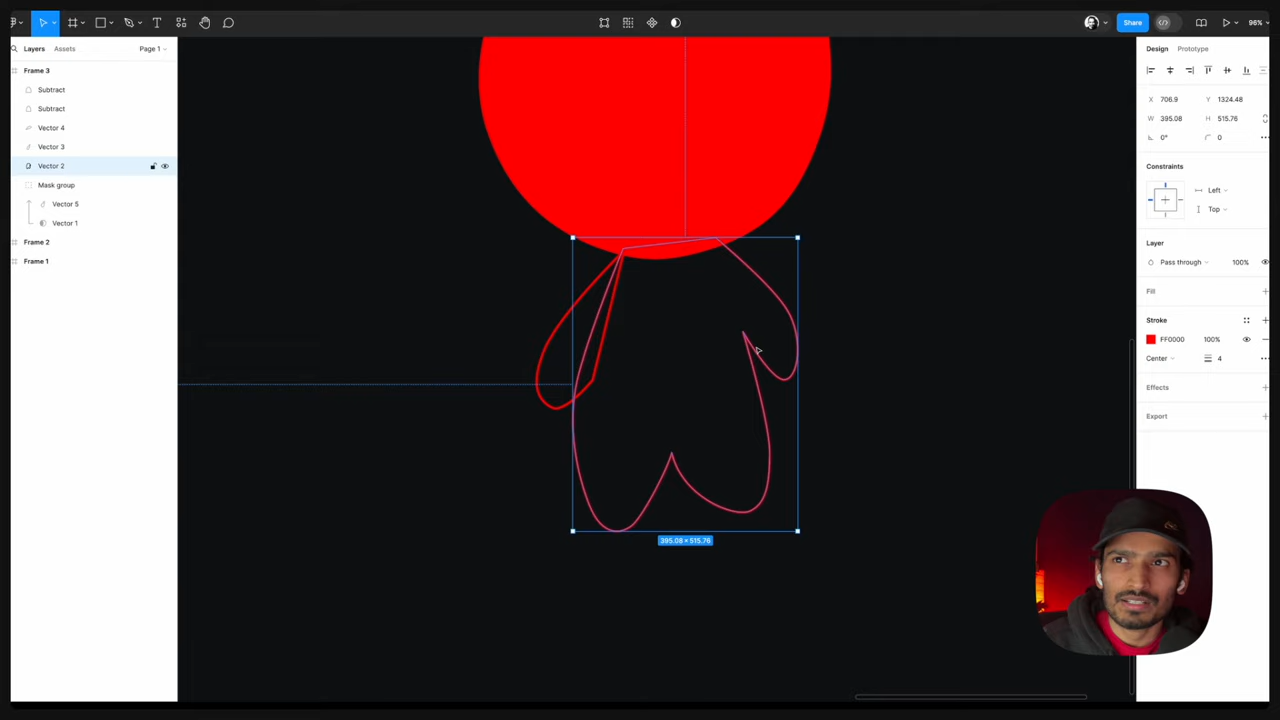 Share
96%
Layers Assets Page 1
Frame 3
Subtract
Subtract
Vector 4
Vector 3
Vector 2
Mask group
Vector 5
Vector 1
Frame 2
Frame 1
395.08 × 515.76
Design Prototype
X 706.9 Y 1324.48
W 395.08 H 515.76
0° 0
Constraints
Left
Top
Layer
Pass through 100%
Fill
Stroke
FF0000 100%
Center 4
Effects
Export